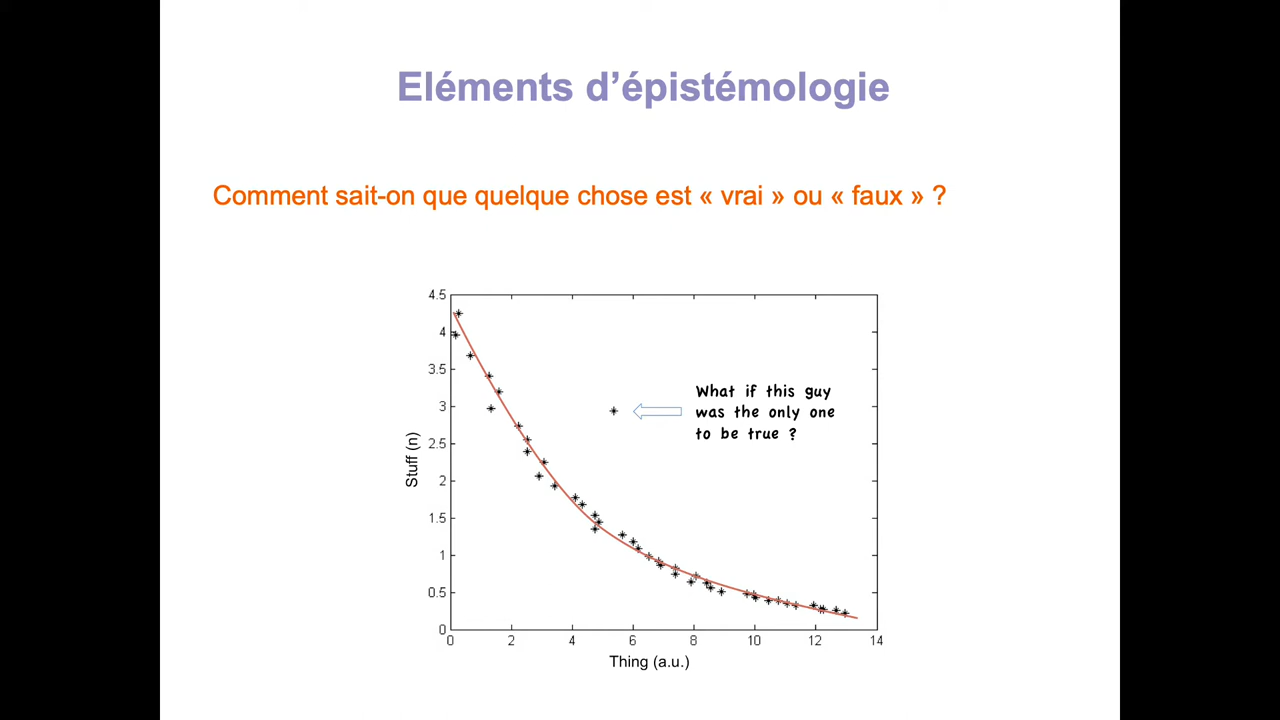 Eléments d’épistémologie
Comment sait-on que quelque chose est « vrai » ou « faux » ?
4.5
4
3.5
3
2.5
2
1.5
1
0.5
0
Stuff (n)
What if this guy
was the only one
to be true ?
0 2 4 6 8 10 12 14
Thing (a.u.)